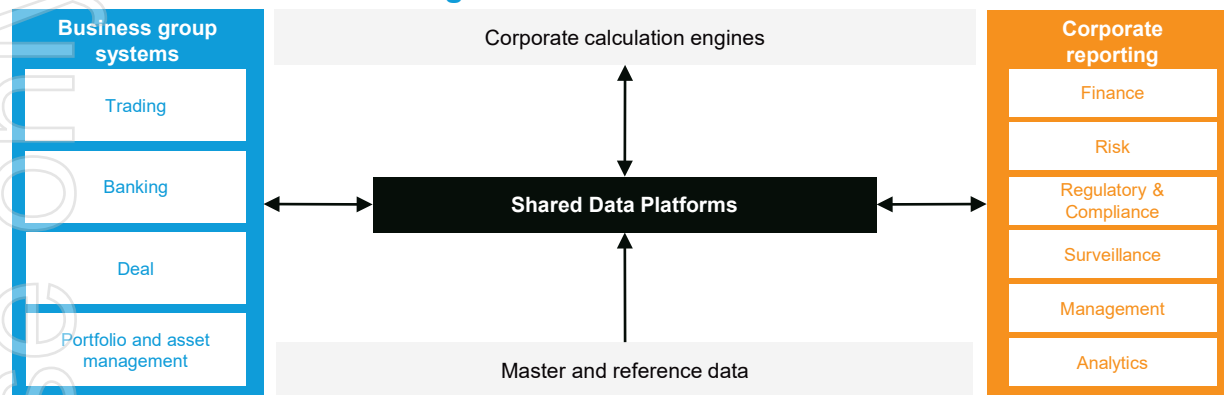 Business group
systems
Trading
Banking
Deal
Portfolio and asset
management
Corporate calculation engines
Shared Data Platforms
Master and reference data
Corporate
reporting
Finance
Risk
Regulatory &
Compliance
Surveillance
Management
Analytics